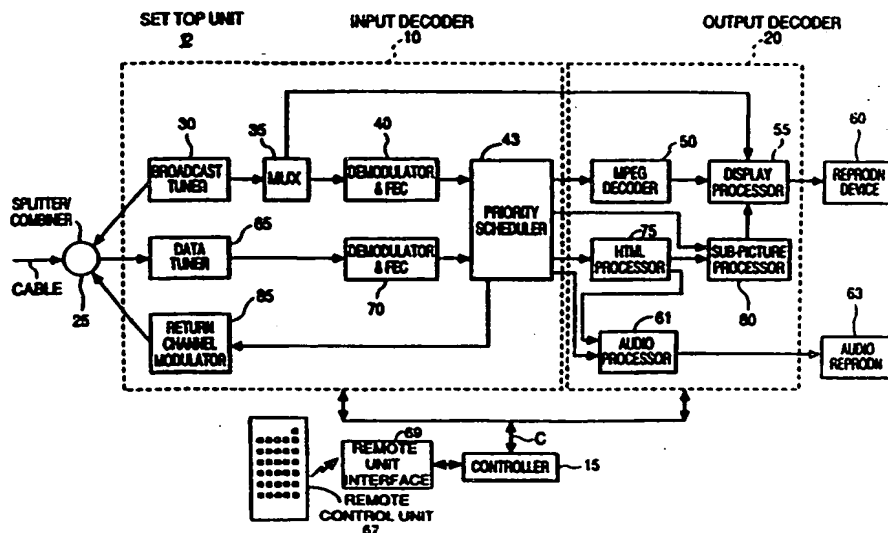 SET TOP UNIT
12
INPUT DECODER
10
OUTPUT DECODER
20
30
35
40
43
50
55
60
BROADCAST
TUNER
MUX
DEMODULATOR
& FEC
PRIORITY
SCHEDULER
MPEG
DECODER
DISPLAY
PROCESSOR
REPRODN
DEVICE
SPLITTER/
COMBINER
CABLE
25
65
DATA
TUNER
DEMODULATOR
& FEC
70
75
HTML
PROCESSOR
SUB-PICTURE
PROCESSOR
80
85
RETURN
CHANNEL
MODULATOR
61
AUDIO
PROCESSOR
63
AUDIO
REPRODN
69
REMOTE
UNIT
INTERFACE
C
CONTROLLER
15
REMOTE
CONTROL UNIT
67